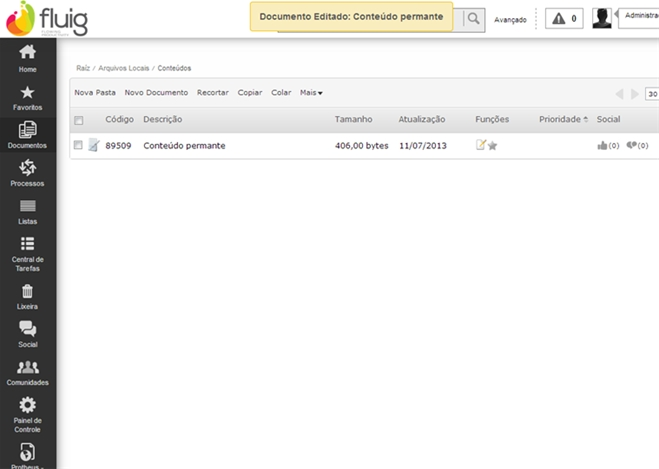 fluig
Documento Editado: Conteúdo permante
Avançado
0
Administra
Home
Favoritos
Documentos
Processos
Listas
Central de
Tarefas
Lixeira
Social
Comunidades
Painel de
Controle
Protheus -
Raíz / Arquivos Locais / Conteúdos
Nova Pasta Novo Documento Recortar Copiar Colar Mais
30
Código Descrição Tamanho Atualização Funções Prioridade Social
89509 Conteúdo permante 406,00 bytes 11/07/2013 (0) (0)